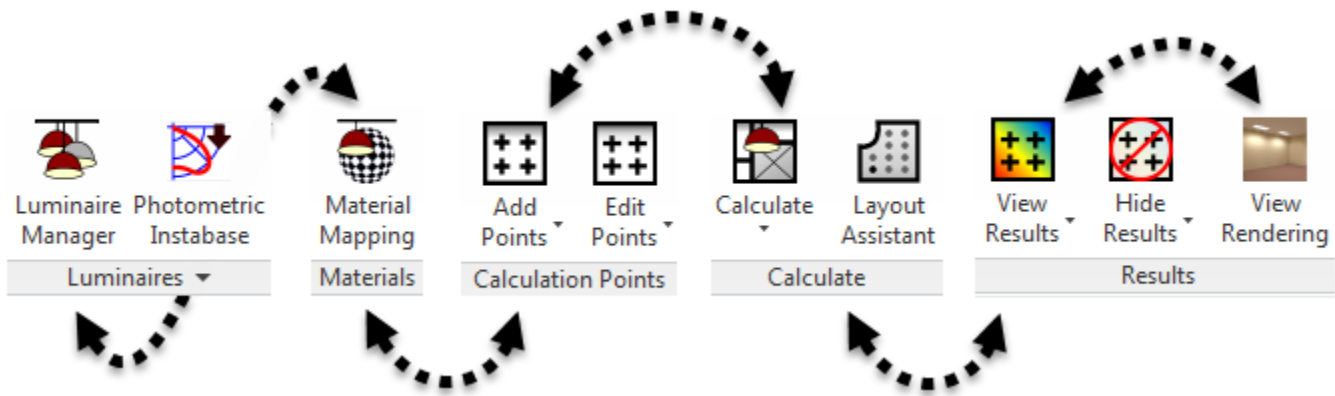 Luminaire
Manager
Photometric
Instabase
Luminaires
Material
Mapping
Materials
Add
Points
Edit
Points
Calculation Points
Calculate
Layout
Assistant
Calculate
View
Results
Hide
Results
View
Rendering
Results